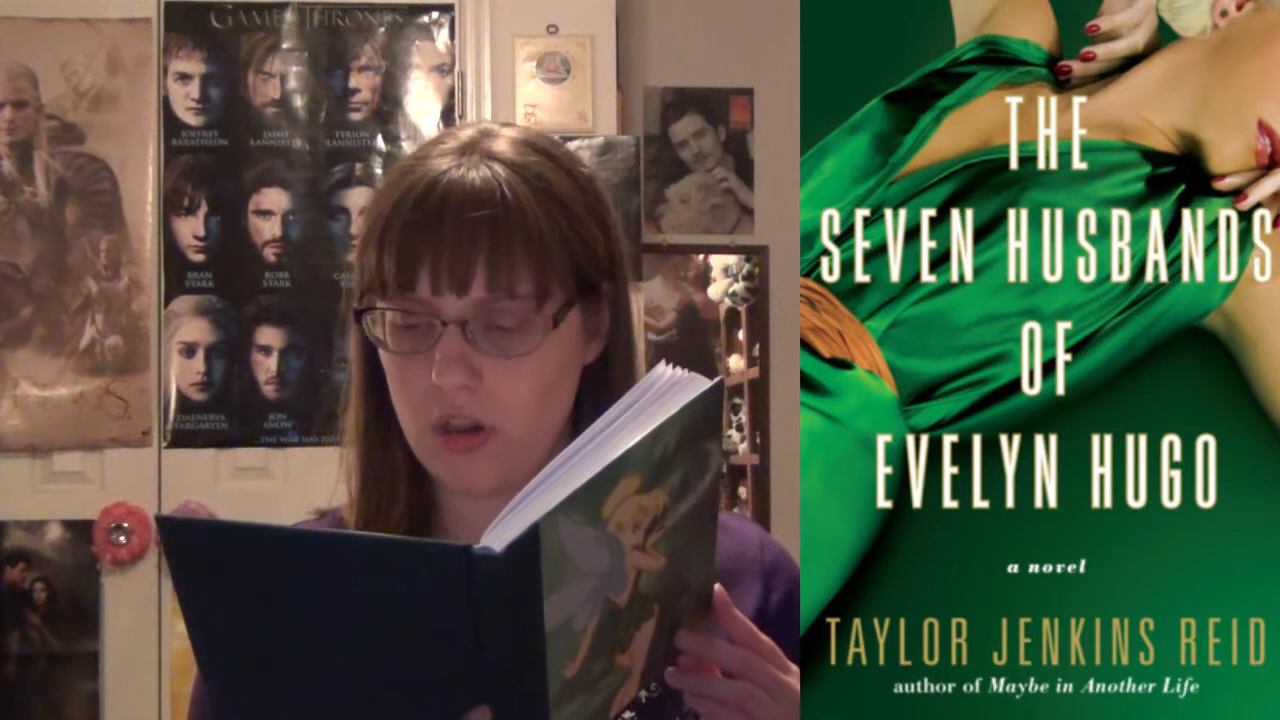 GAME OF THRONES
JOFFREY
BARATHEON
JAIME
LANNISTER
TYRION
LANNISTER
BRAN
STARK
ROBB
STARK
DAENERYS
TARGARYEN
JON
SNOW
THE
SEVEN HUSBANDS
OF
EVELYN HUGO
a novel
TAYLOR JENKINS REID
author of Maybe in Another Life